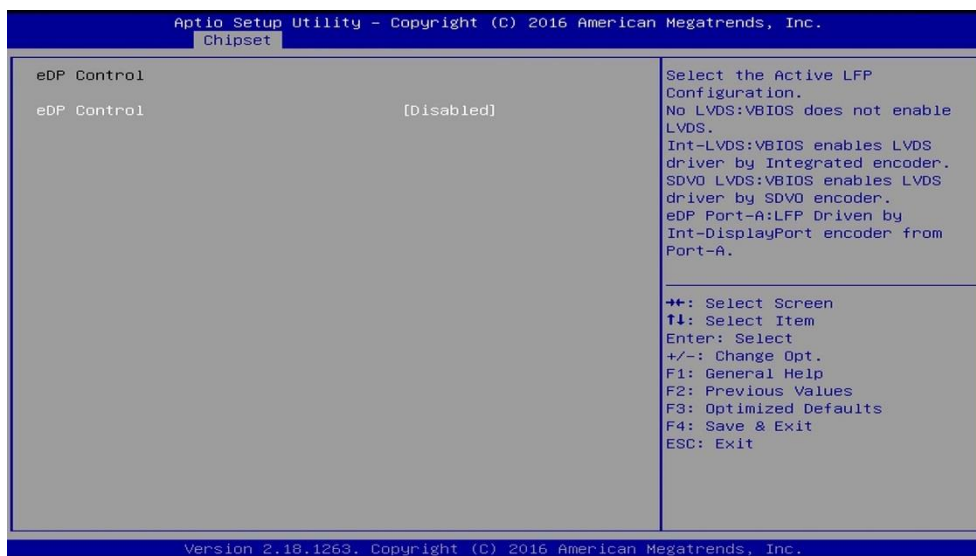 Aptio Setup Utility – Copyright (C) 2016 American Megatrends, Inc.
Chipset
eDP Control
eDP Control [Disabled]
Select the Active LFP
Configuration.
No LVDS:VBIOS does not enable
LVDS.
Int-LVDS:VBIOS enables LVDS
driver by Integrated encoder.
SDVO LVDS:VBIOS enables LVDS
driver by SDVO encoder.
eDP Port-A:LFP Driven by
Int-DisplayPort encoder from
Port-A.
→←: Select Screen
↑↓: Select Item
Enter: Select
+/-: Change Opt.
F1: General Help
F2: Previous Values
F3: Optimized Defaults
F4: Save & Exit
ESC: Exit
Version 2.18.1263. Copyright (C) 2016 American Megatrends, Inc.